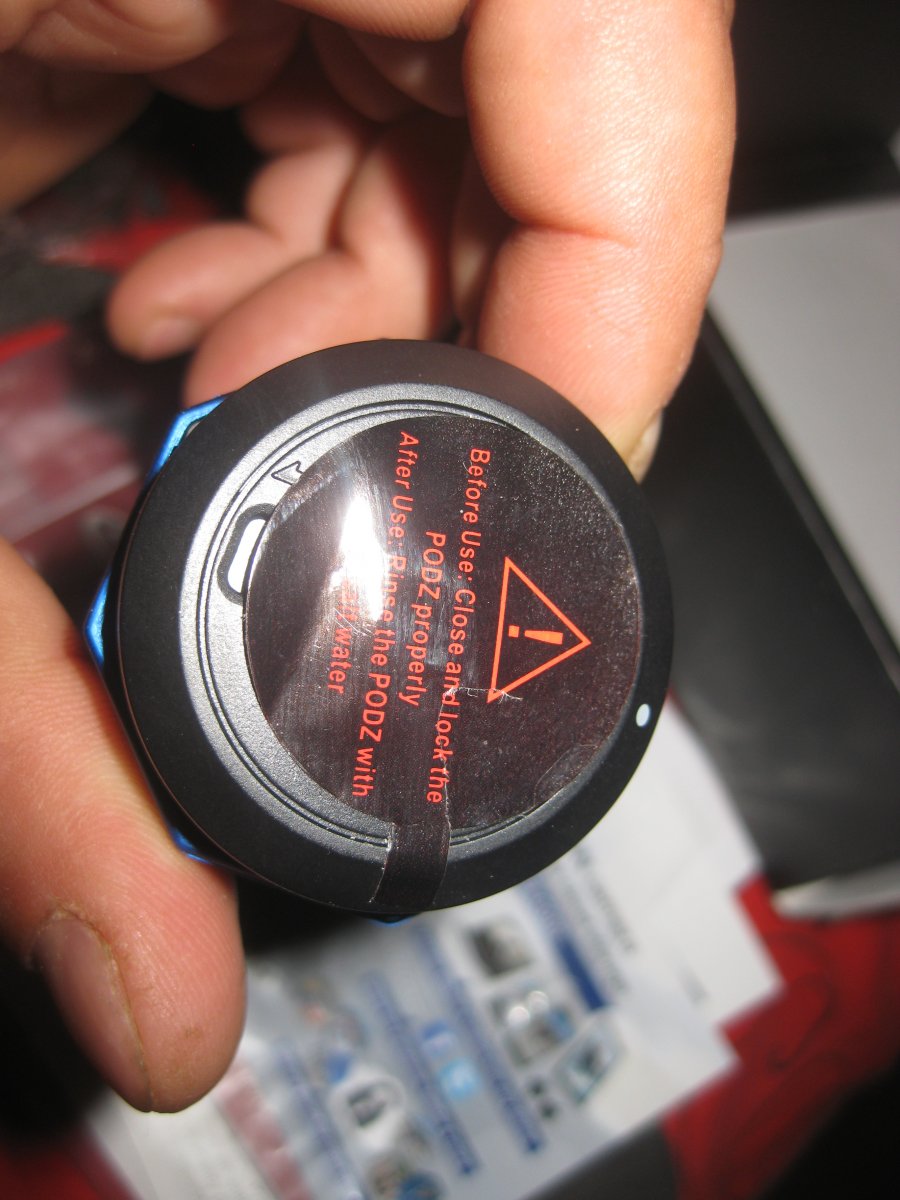 Before Use: Close and lock the
PODZ properly
After Use: Rinse the PODZ with
water